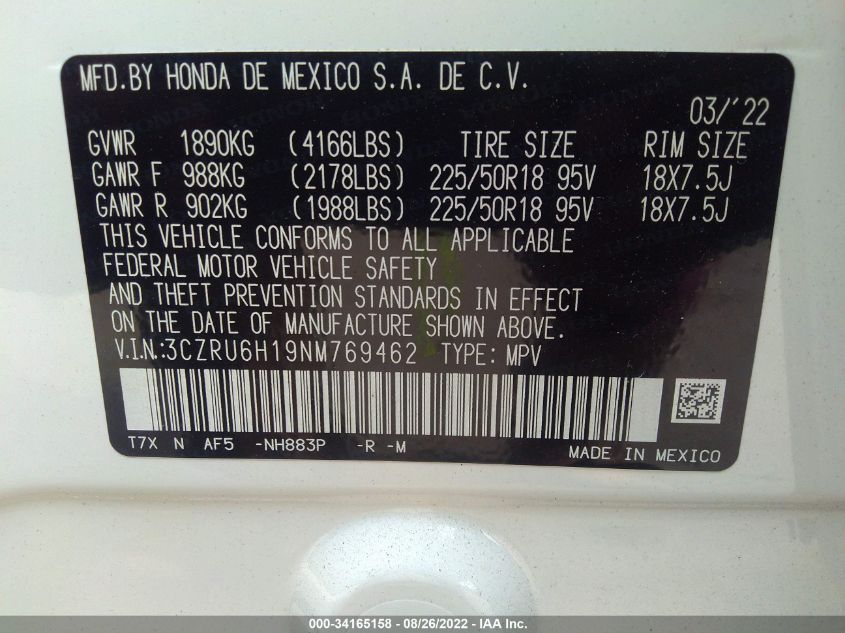 MFD.BY HONDA DE MEXICO S.A. DE C.V.
03/'22
GVWR 1890KG (4166LBS) TIRE SIZE RIM SIZE
GAWR F 988KG (2178LBS) 225/50R18 95V 18X7.5J
GAWR R 902KG (1988LBS) 225/50R18 95V 18X7.5J
THIS VEHICLE CONFORMS TO ALL APPLICABLE
FEDERAL MOTOR VEHICLE SAFETY
AND THEFT PREVENTION STANDARDS IN EFFECT
ON THE DATE OF MANUFACTURE SHOWN ABOVE.
V.I.N.:3CZRU6H19NM769462 TYPE: MPV
T7X N AF5 -NH883P -R -M
MADE IN MEXICO
000-34165158 - 08/26/2022 - IAA Inc.